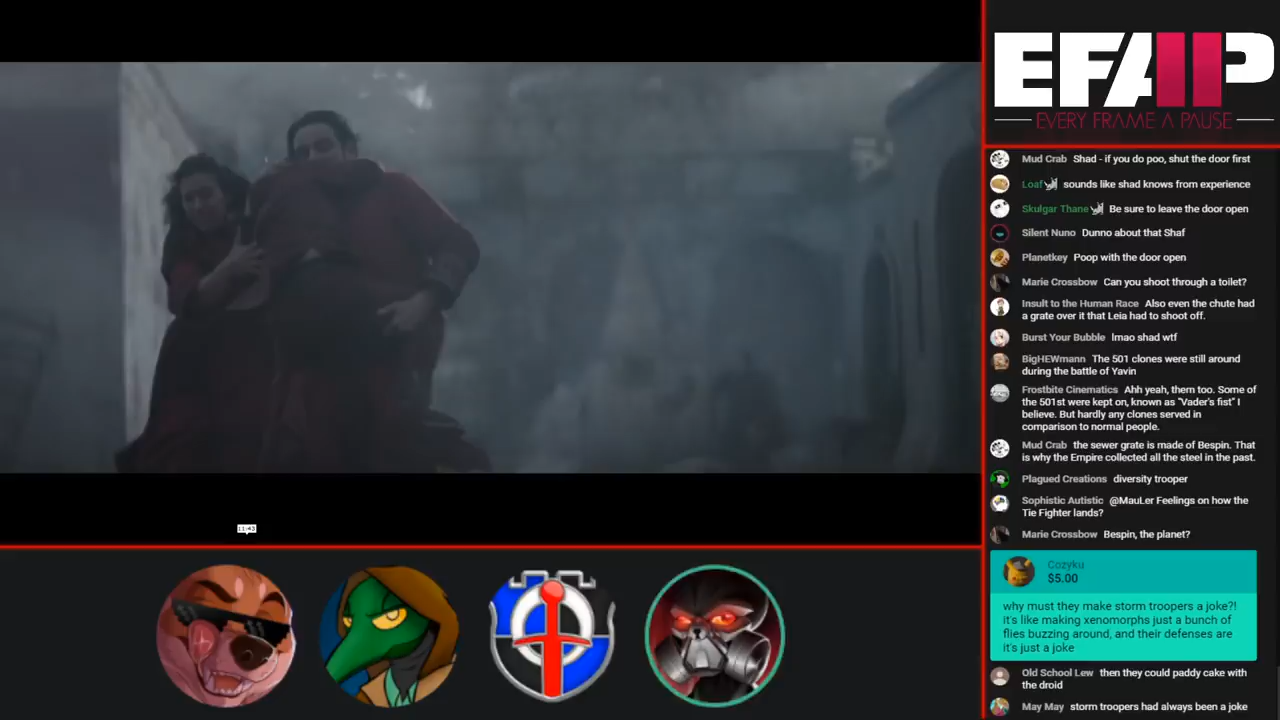 EFAP
EVERY FRAME A PAUSE
Mud Crab Shad - if you do poo, shut the door first
Loaf sounds like shad knows from experience
Skulgar Thane Be sure to leave the door open
Silent Nuno Dunno about that Shaf
Planetkey Poop with the door open
Marie Crossbow Can you shoot through a toilet?
Insult to the Human Race Also even the chute had
a grate over it that Leia had to shoot off.
Burst Your Bubble lmao shad wtf
BigHEWmann The 501 clones were still around
during the battle of Yavin
Frostbite Cinematics Ahh yeah, them too. Some of
the 501st were kept on, known as "Vader's fist" I
believe. But hardly any clones served in
comparison to normal people.
Mud Crab the sewer grate is made of Bespin. That
is why the Empire collected all the steel in the past.
Plagued Creations diversity trooper
Sophistic Autistic @MauLer Feelings on how the
Tie Fighter lands?
Marie Crossbow Bespin, the planet?
Cozyku
$5.00
why must they make storm troopers a joke?!
it's like making xenomorphs just a bunch of
flies buzzing around, and their defenses are
it's just a joke
Old School Lew then they could paddy cake with
the droid
May May storm troopers had always been a joke
11:43